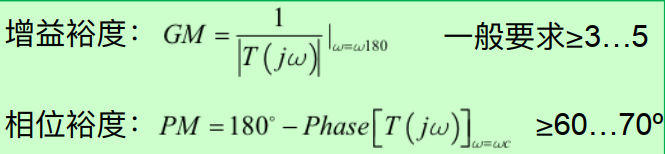 增益裕度： GM = 1 / |T(jω)| |ω=ω180 一般要求≥3…5
相位裕度： PM = 180° − Phase[T(jω)]ω=ωc ≥60…70º